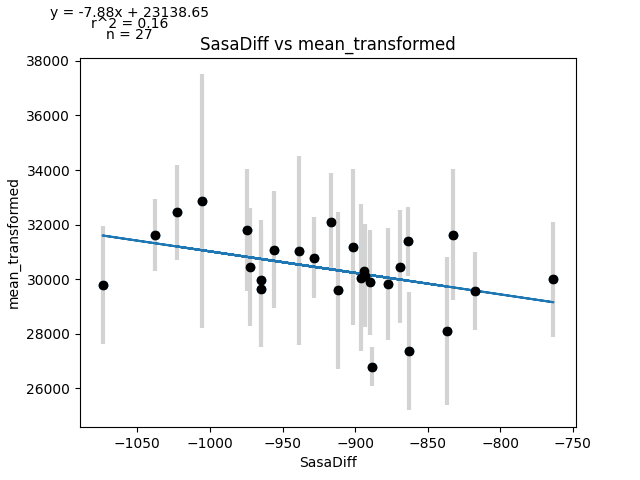 y = -7.88x + 23138.65
r^2 = 0.16
n = 27
SasaDiff vs mean_transformed
38000
36000
34000
32000
30000
28000
26000
mean_transformed
−1050
−1000
−950
−900
−850
−800
−750
SasaDiff